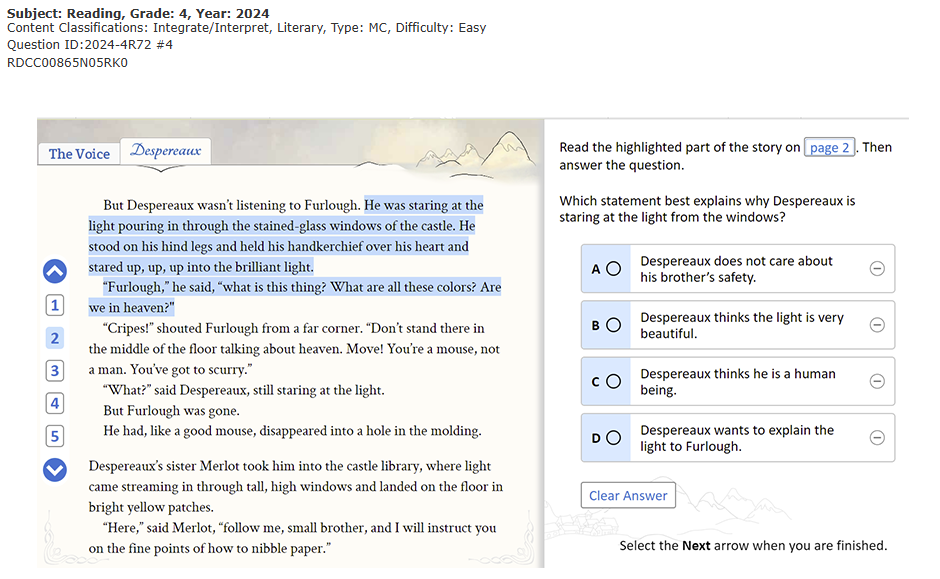 Subject: Reading, Grade: 4, Year: 2024
Content Classifications: Integrate/Interpret, Literary, Type: MC, Difficulty: Easy
Question ID:2024-4R72 #4
RDCC00865N05RK0
The Voice
Despereaux
But Despereaux wasn’t listening to Furlough. He was staring at the
light pouring in through the stained-glass windows of the castle. He
stood on his hind legs and held his handkerchief over his heart and
stared up, up, up into the brilliant light.
“Furlough,” he said, “what is this thing? What are all these colors? Are
we in heaven?"
“Cripes!” shouted Furlough from a far corner. “Don’t stand there in
the middle of the floor talking about heaven. Move! You’re a mouse, not
a man. You’ve got to scurry.”
“What?” said Despereaux, still staring at the light.
But Furlough was gone.
He had, like a good mouse, disappeared into a hole in the molding.
Despereaux’s sister Merlot took him into the castle library, where light
came streaming in through tall, high windows and landed on the floor in
bright yellow patches.
“Here,” said Merlot, “follow me, small brother, and I will instruct you
on the fine points of how to nibble paper.”
1
2
3
4
5
Read the highlighted part of the story on page 2. Then
answer the question.
Which statement best explains why Despereaux is
staring at the light from the windows?
A Despereaux does not care about
his brother’s safety.
B Despereaux thinks the light is very
beautiful.
C Despereaux thinks he is a human
being.
D Despereaux wants to explain the
light to Furlough.
Clear Answer
Select the Next arrow when you are finished.